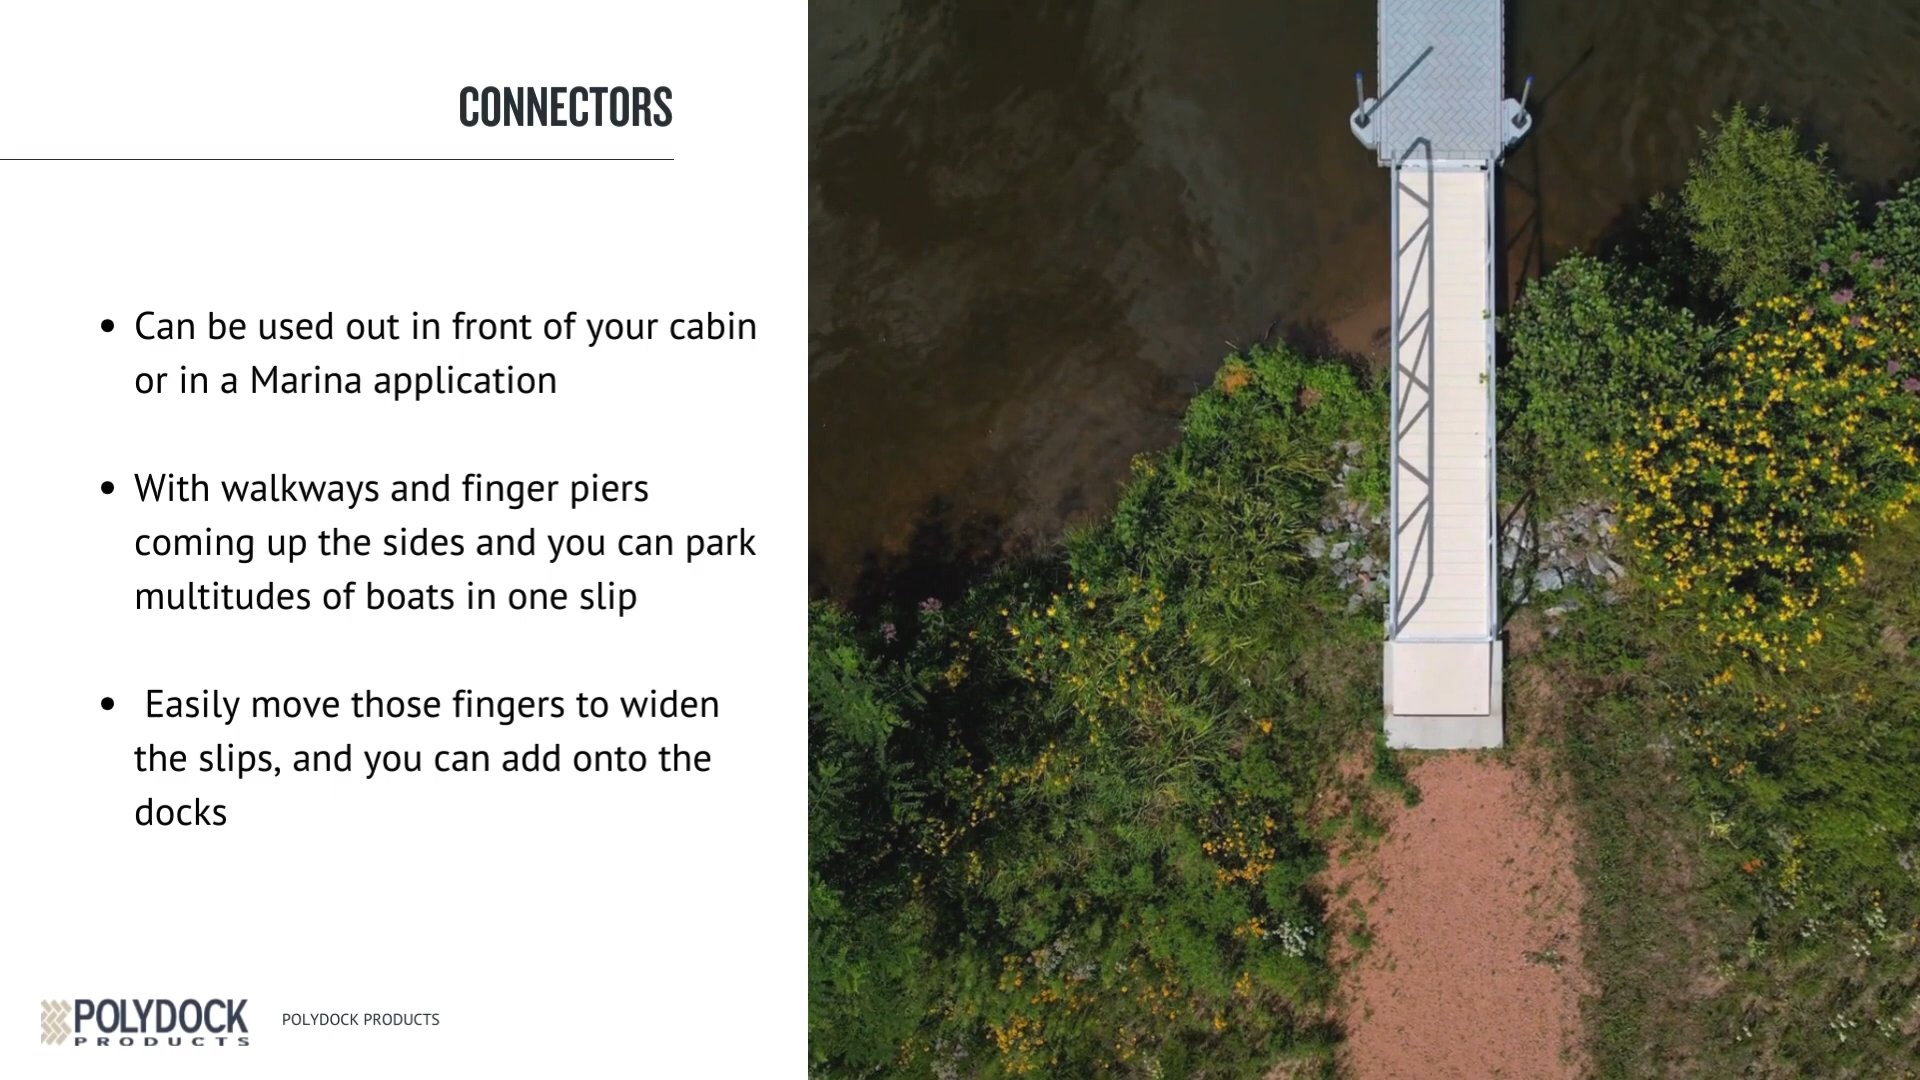 CONNECTORS
• Can be used out in front of your cabin
or in a Marina application
• With walkways and finger piers
coming up the sides and you can park
multitudes of boats in one slip
• Easily move those fingers to widen
the slips, and you can add onto the
docks
POLYDOCK
PRODUCTS
POLYDOCK PRODUCTS